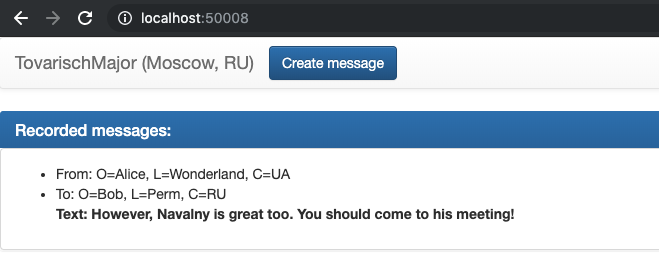 localhost:50008
TovarischMajor (Moscow, RU) Create message
Recorded messages:
From: O=Alice, L=Wonderland, C=UA
To: O=Bob, L=Perm, C=RU
Text: However, Navalny is great too. You should come to his meeting!